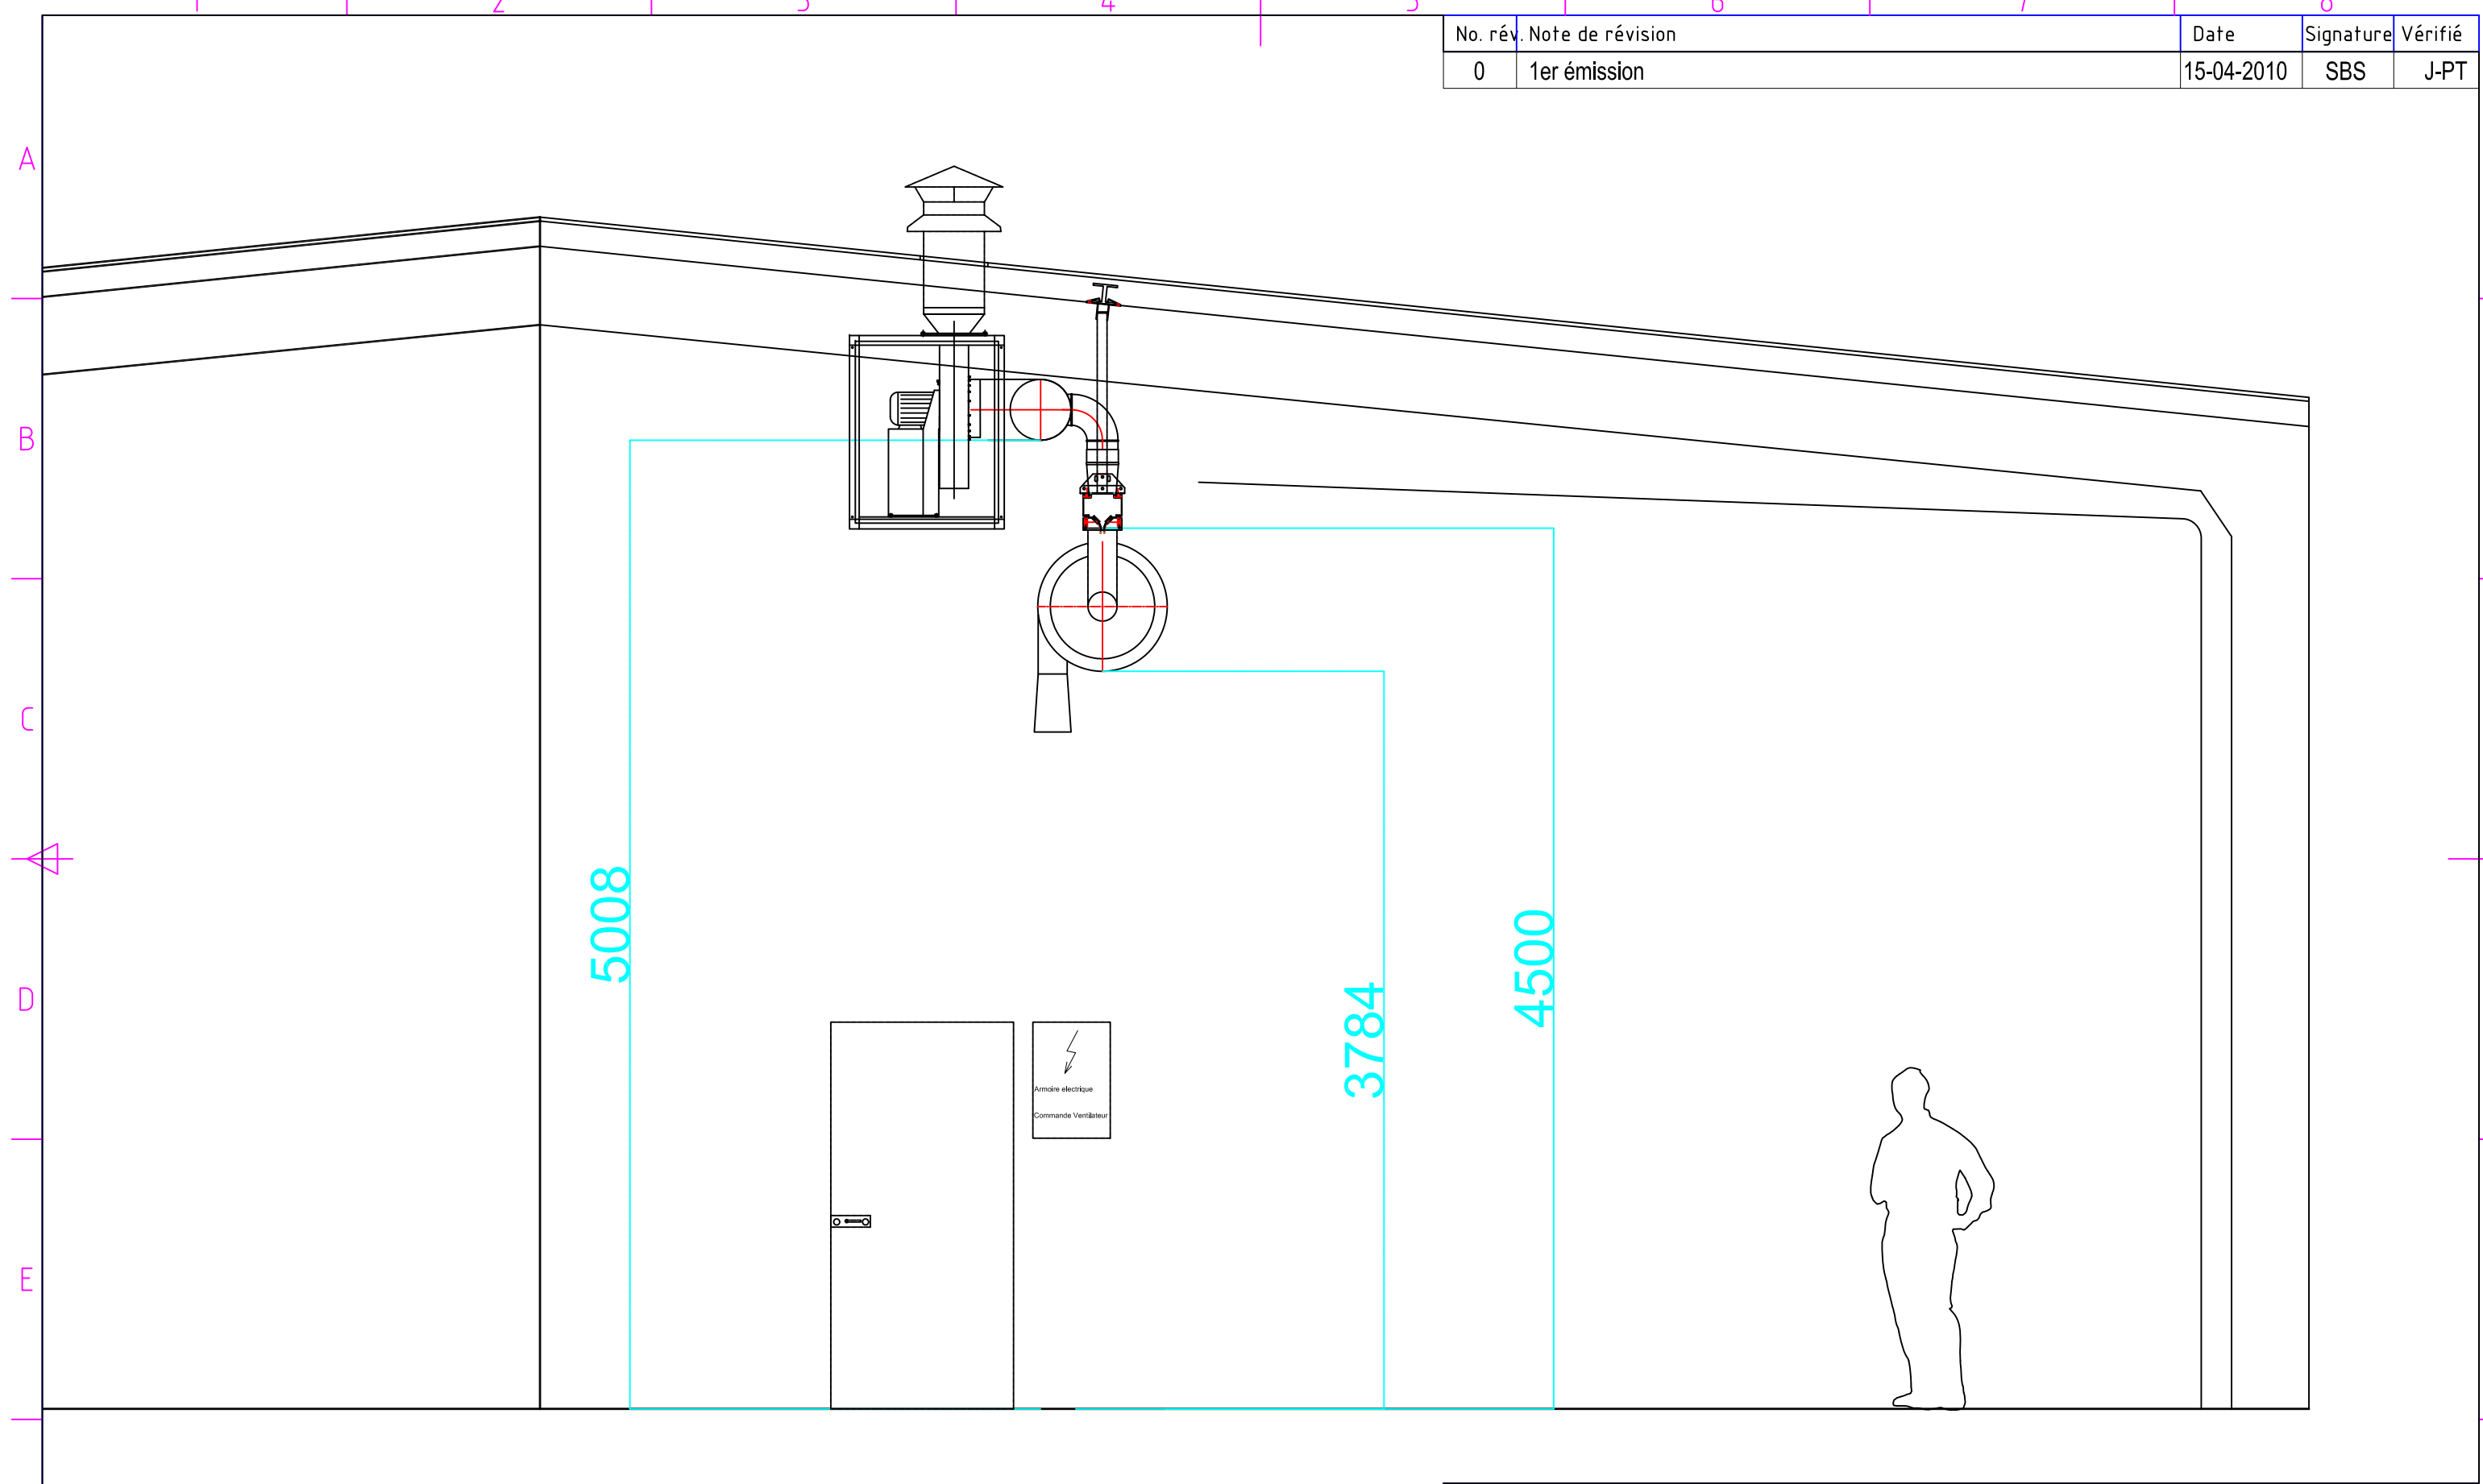 1 2 3 4 5 6 7 8
No. rév. Note de révision Date Signature Vérifié
0 1er émission 15-04-2010 SBS J-PT
A
B
C
D
E
5008
3784
4500
Armoire electrique
Commande Ventilateur